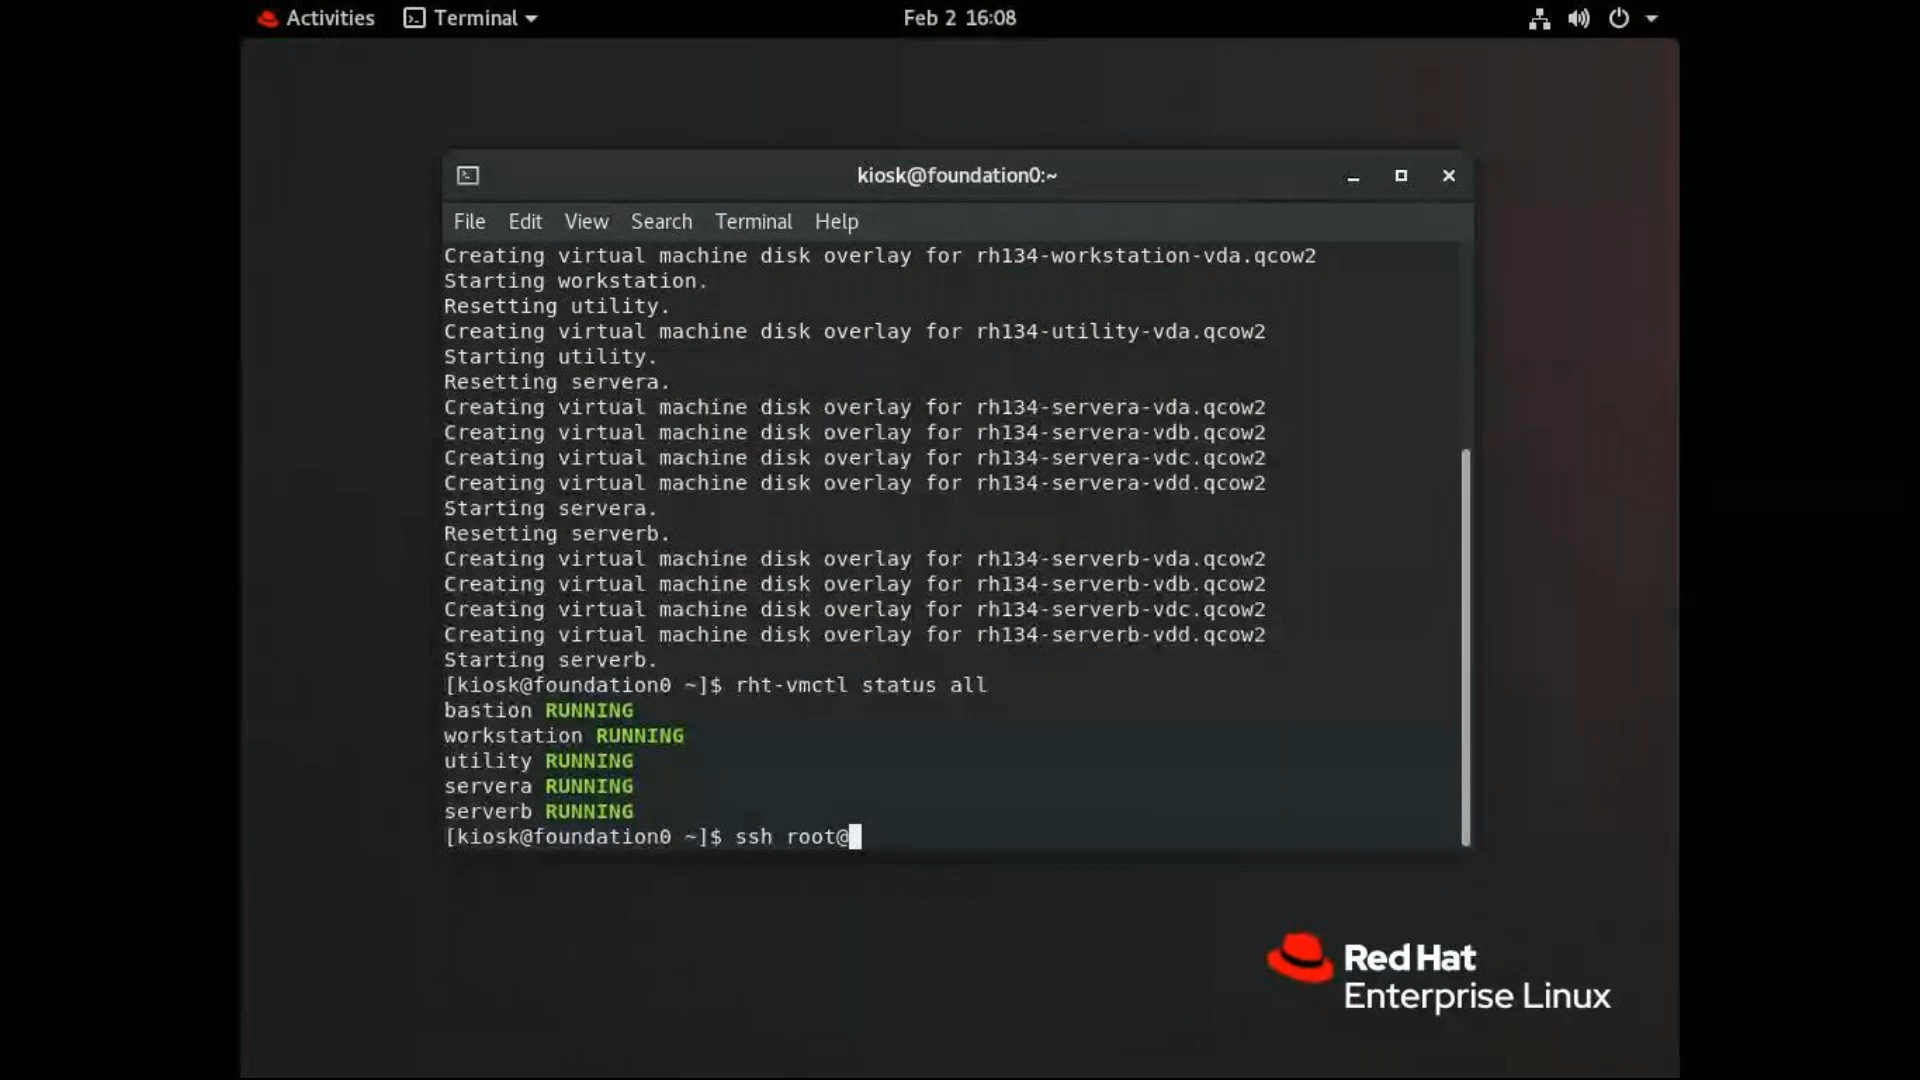 Activities Terminal Feb 2 16:08
kiosk@foundation0:~
File Edit View Search Terminal Help
Creating virtual machine disk overlay for rh134-workstation-vda.qcow2
Starting workstation.
Resetting utility.
Creating virtual machine disk overlay for rh134-utility-vda.qcow2
Starting utility.
Resetting servera.
Creating virtual machine disk overlay for rh134-servera-vda.qcow2
Creating virtual machine disk overlay for rh134-servera-vdb.qcow2
Creating virtual machine disk overlay for rh134-servera-vdc.qcow2
Creating virtual machine disk overlay for rh134-servera-vdd.qcow2
Starting servera.
Resetting serverb.
Creating virtual machine disk overlay for rh134-serverb-vda.qcow2
Creating virtual machine disk overlay for rh134-serverb-vdb.qcow2
Creating virtual machine disk overlay for rh134-serverb-vdc.qcow2
Creating virtual machine disk overlay for rh134-serverb-vdd.qcow2
Starting serverb.
[kiosk@foundation0 ~]$ rht-vmctl status all
bastion RUNNING
workstation RUNNING
utility RUNNING
servera RUNNING
serverb RUNNING
[kiosk@foundation0 ~]$ ssh root@
Red Hat
Enterprise Linux